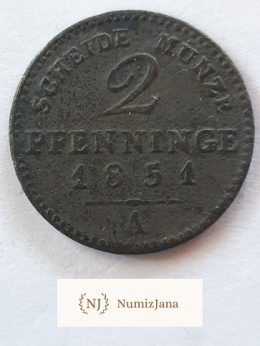 SCHEIDE MÜNZE
2
PFENNINGE
1851
A
NJ NumizJana